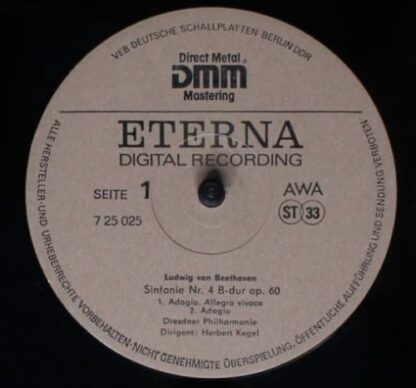 VEB DEUTSCHE SCHALLPLATTEN BERLIN DDR
Direct Metal
DMM®
Mastering
ETERNA
DIGITAL RECORDING
SEITE 1
AWA
7 25 025
ST 33
Ludwig van Beethoven
Sinfonie Nr. 4 B-dur op. 60
1. Adagio. Allegro vivace
2. Adagio
Dresdner Philharmonie
Dirigent: Herbert Kegel
ALLE HERSTELLER-UND URHEBERRECHTE VORBEHALTEN·NICHT GENEHMIGTE ÜBERSPIELUNG, ÖFFENTLICHE AUFFÜHRUNG UND SENDUNG VERBOTEN